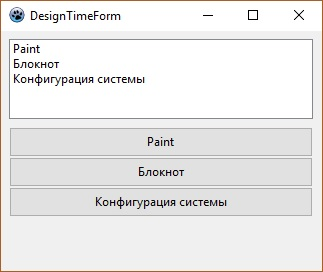 DesignTimeForm
Paint
Блокнот
Конфигурация системы
Paint
Блокнот
Конфигурация системы